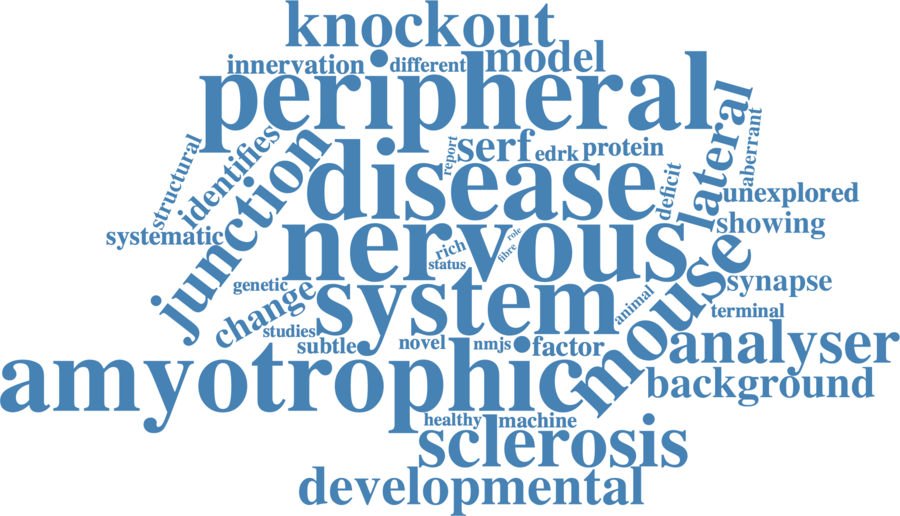 knockout
innervation
different
model
peripheral
structural
identifies
junction
report
serf
edrk
protein
lateral
aberrant
disease
deficit
unexplored
systematic
showing
nervous
rich
status
fibre
role
mouse
genetic
change
system
animal
synapse
studies
subtle
novel
nmjs
factor
terminal
analyser
amyotrophic
background
healthy
machine
sclerosis
developmental